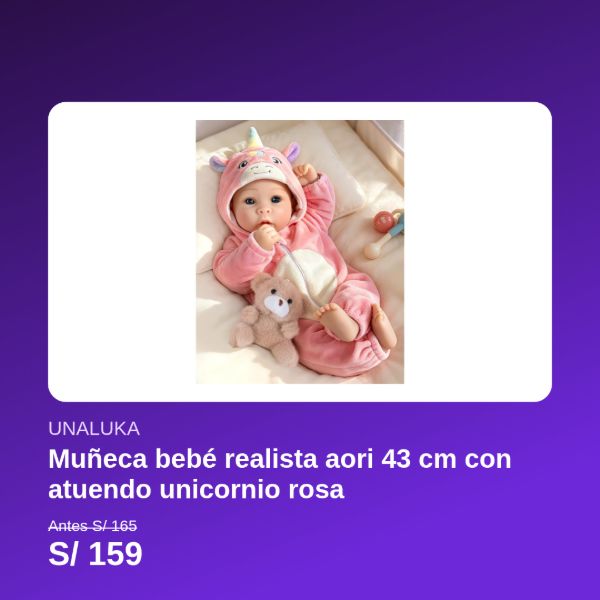 UNALUKA
Muñeca bebé realista aori 43 cm con
atuendo unicornio rosa
Antes S/ 165
S/ 159